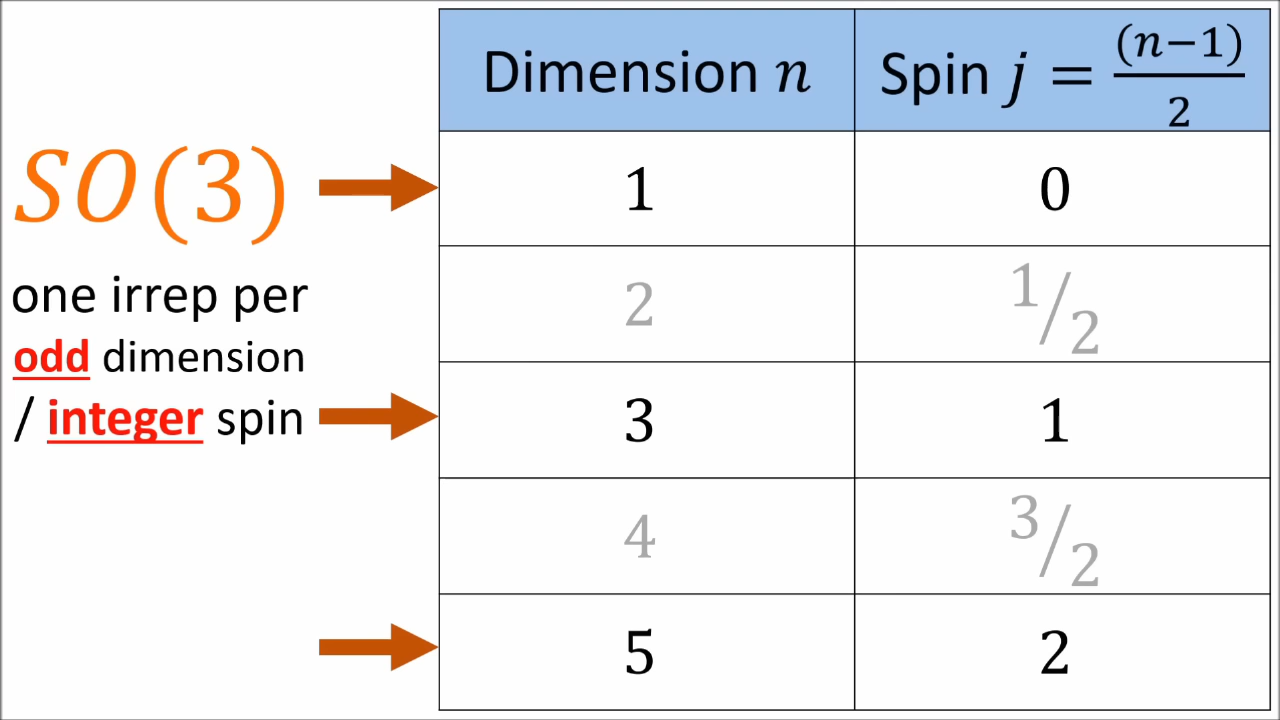 Dimension n
Spin j = (n−1)/2
SO(3)
one irrep per
odd dimension
/ integer spin
1 0
2 1/2
3 1
4 3/2
5 2